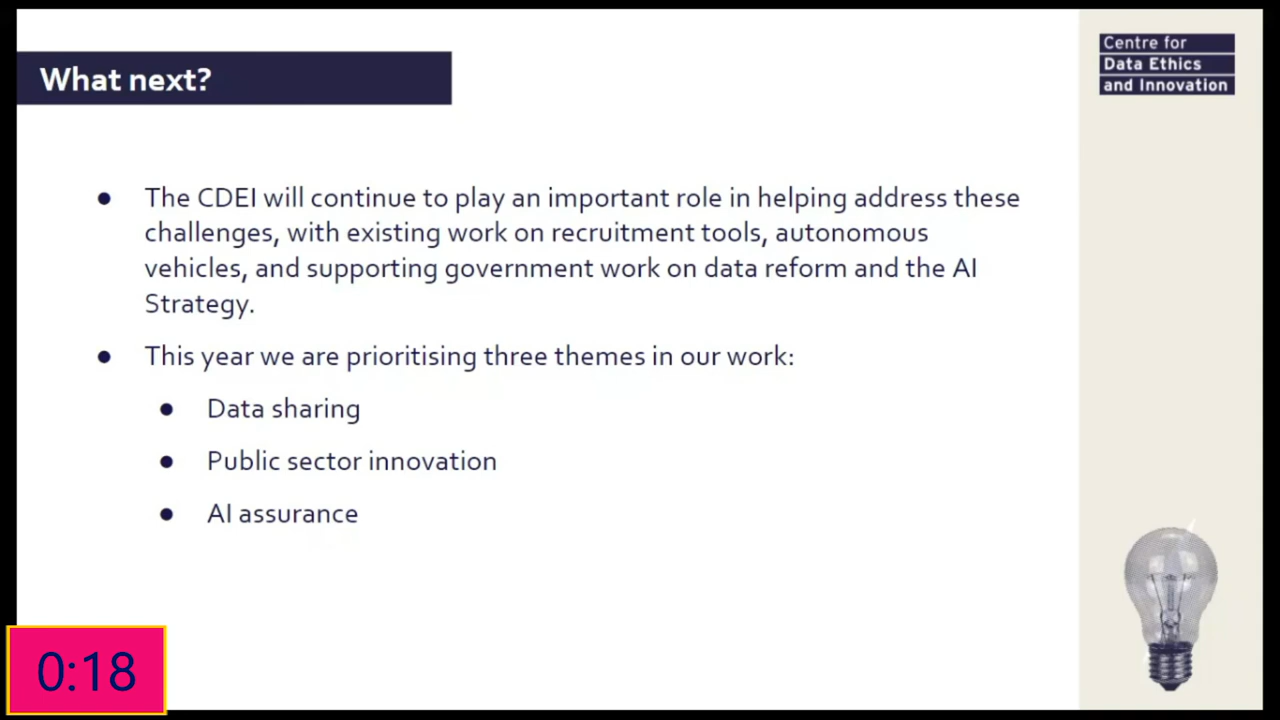 What next?
Centre for
Data Ethics
and Innovation
● The CDEI will continue to play an important role in helping address these
challenges, with existing work on recruitment tools, autonomous
vehicles, and supporting government work on data reform and the AI
Strategy.
● This year we are prioritising three themes in our work:
● Data sharing
● Public sector innovation
● AI assurance
0:18